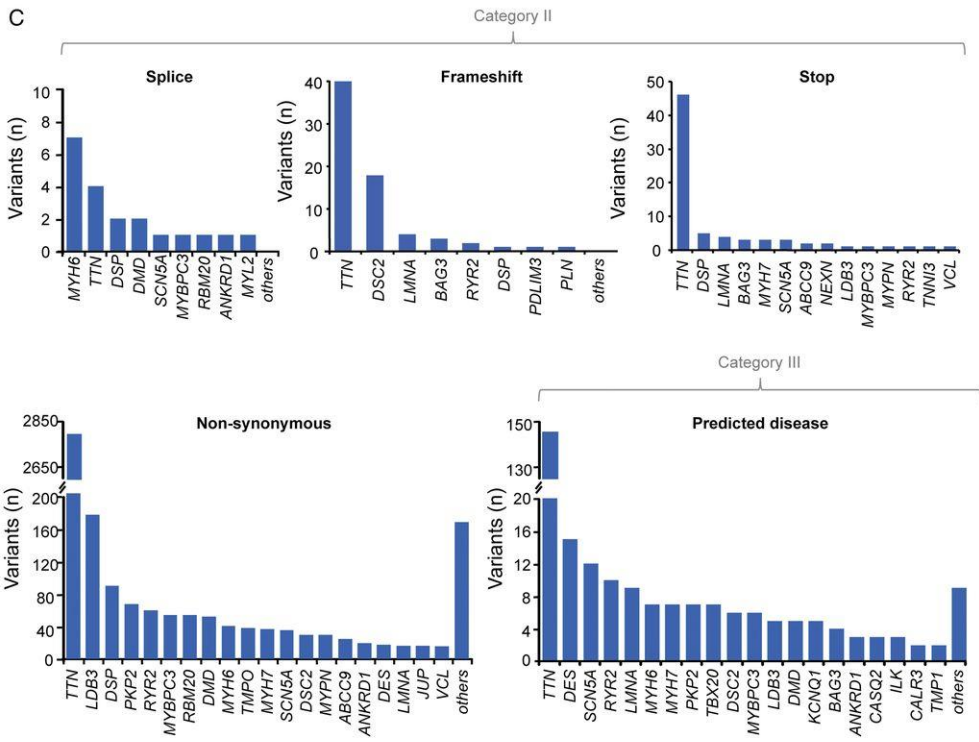 C
Category II
Splice
Variants (n)
10
8
6
4
2
0
MYH6
TTN
DSP
DMD
SCN5A
MYBPC3
RBM20
ANKRD1
MYL2
others
Frameshift
Variants (n)
40
30
20
10
0
TTN
DSC2
LMNA
BAG3
RYR2
DSP
PDLIM3
PLN
others
Stop
Variants (n)
50
40
30
20
10
0
TTN
DSP
LMNA
BAG3
MYH7
SCN5A
ABCC9
NEXN
LDB3
MYBPC3
MYPN
RYR2
TNNI3
VCL
Non-synonymous
Variants (n)
2850
2650
200
160
120
80
40
0
TTN
LDB3
DSP
PKP2
RYR2
MYBPC3
RBM20
DMD
MYH6
TMPO
MYH7
SCN5A
DSC2
MYPN
ABCC9
ANKRD1
DES
LMNA
JUP
VCL
others
Category III
Predicted disease
Variants (n)
150
130
20
16
12
8
4
0
TTN
DES
SCN5A
RYR2
LMNA
MYH6
MYH7
PKP2
TBX20
DSC2
MYBPC3
LDB3
DMD
KCNQ1
BAG3
ANKRD1
CASQ2
ILK
CALR3
TMP1
others